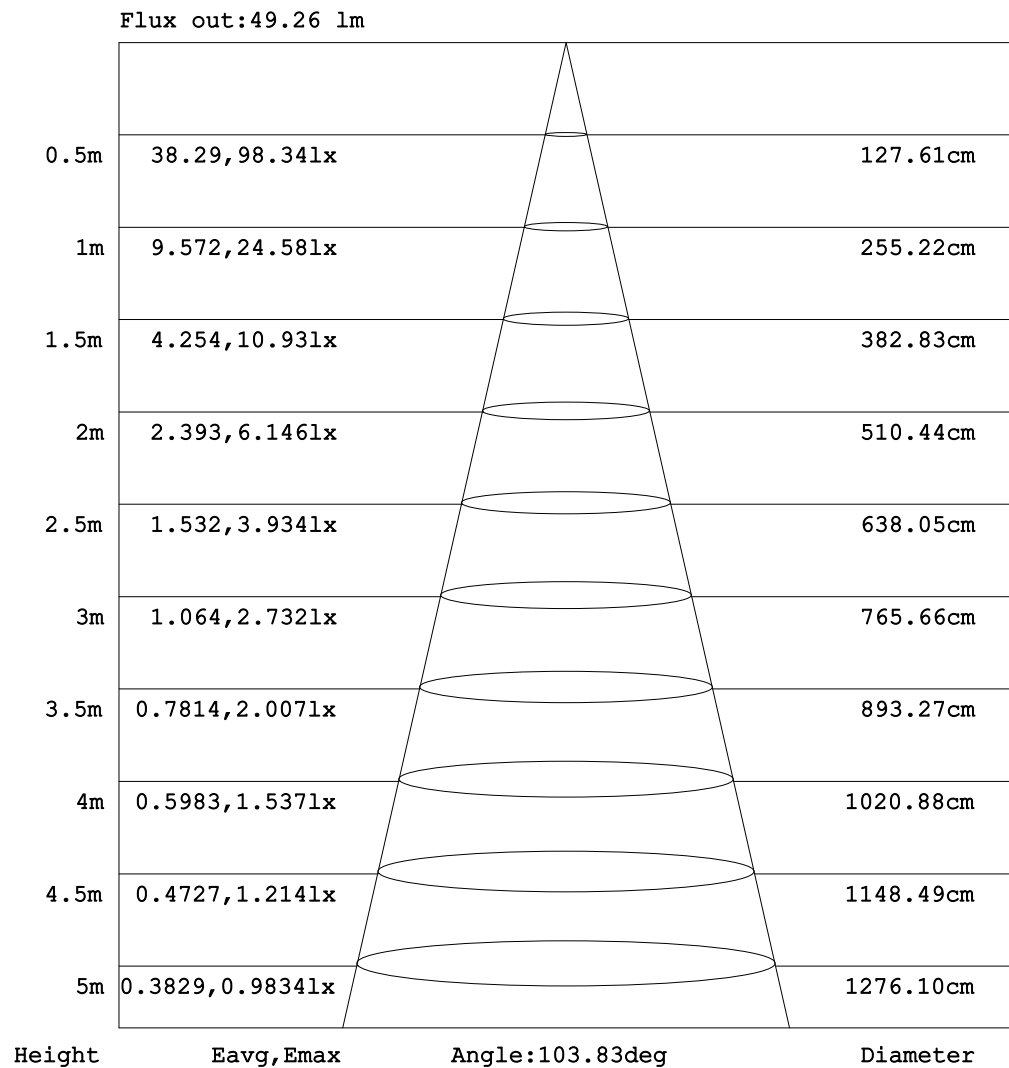 Flux out:49.26 lm
0.5m 38.29,98.34lx 127.61cm
1m 9.572,24.58lx 255.22cm
1.5m 4.254,10.93lx 382.83cm
2m 2.393,6.146lx 510.44cm
2.5m 1.532,3.934lx 638.05cm
3m 1.064,2.732lx 765.66cm
3.5m 0.7814,2.007lx 893.27cm
4m 0.5983,1.537lx 1020.88cm
4.5m 0.4727,1.214lx 1148.49cm
5m 0.3829,0.9834lx 1276.10cm
Height Eavg,Emax Angle:103.83deg Diameter